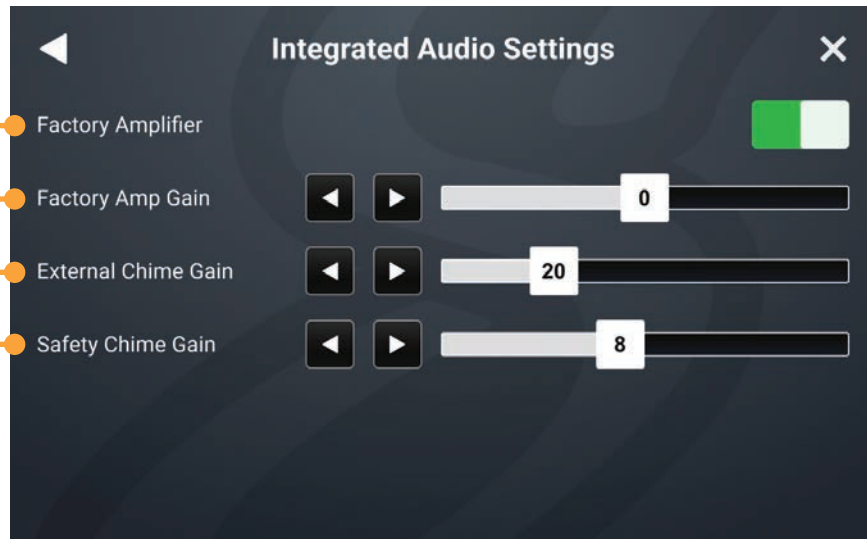 Integrated Audio Settings
Factory Amplifier
Factory Amp Gain 0
External Chime Gain 20
Safety Chime Gain 8